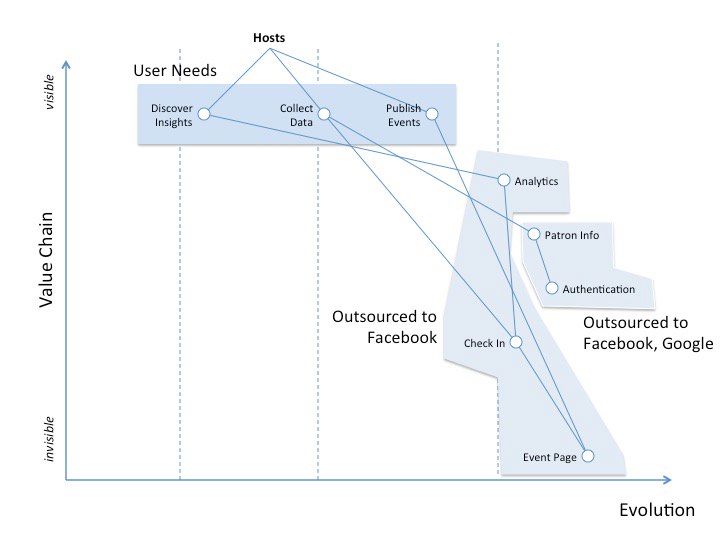 Hosts
visible
User Needs
Discover
Insights
Collect
Data
Publish
Events
Analytics
Value Chain
Patron Info
Authentication
Outsourced to
Facebook
Outsourced to
Facebook, Google
Check In
invisible
Event Page
Evolution